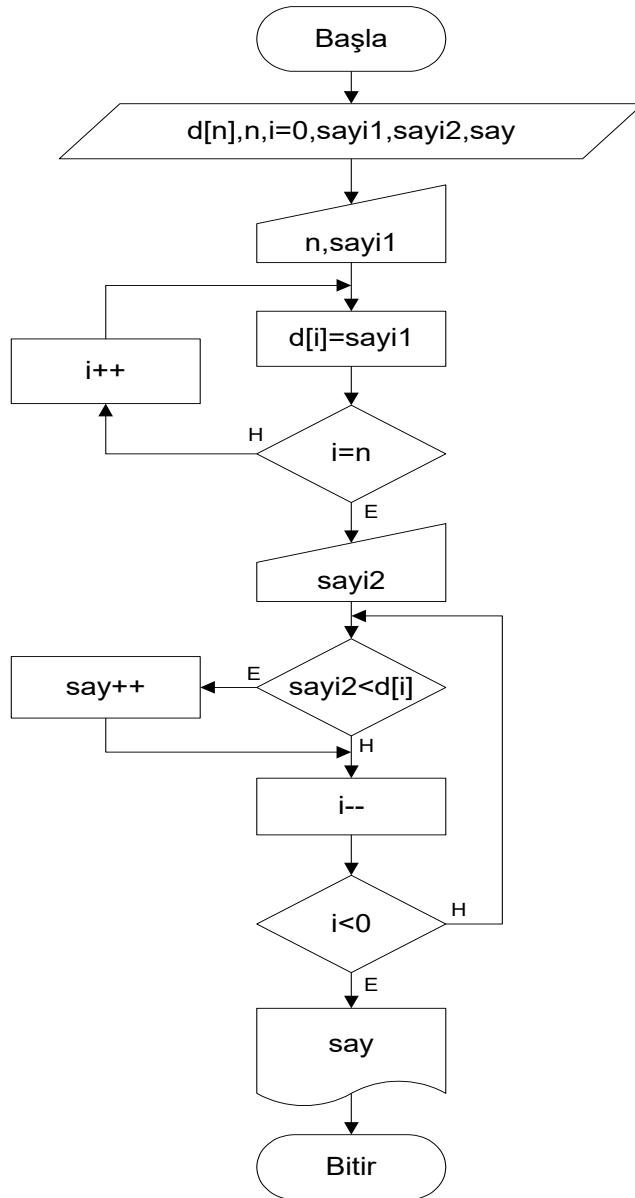 Başla
d[n],n,i=0,sayi1,sayi2,say
n,sayi1
d[i]=sayi1
i++
H
i=n
E
sayi2
E
sayi2<d[i]
say++
H
i--
H
i<0
E
say
Bitir